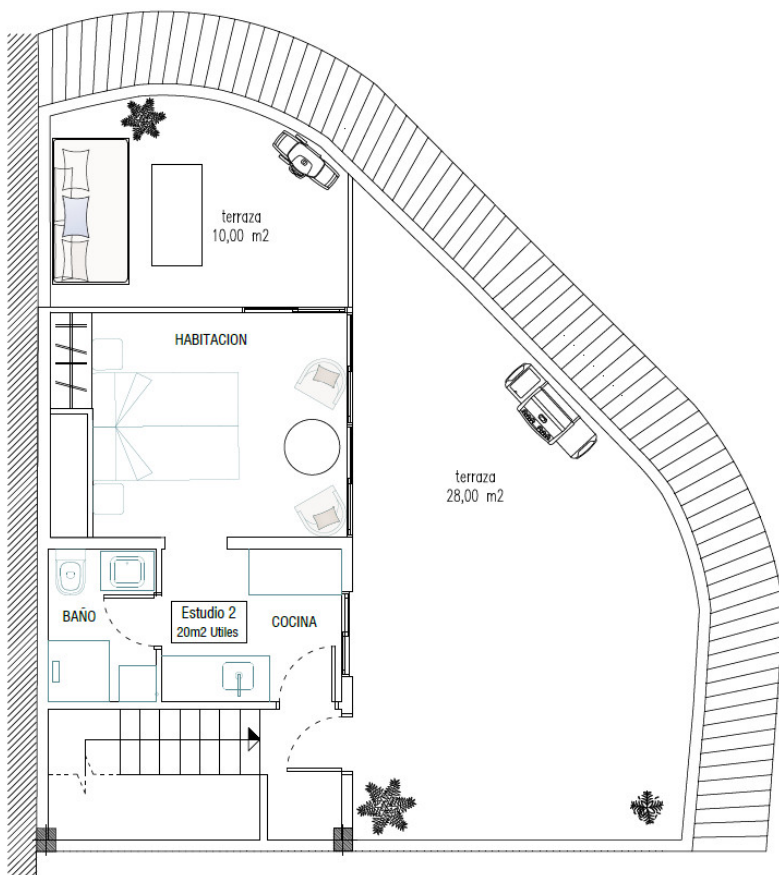 terraza
10,00 m2
HABITACION
terraza
28,00 m2
BAÑO
Estudio 2
20m2 Utiles
COCINA